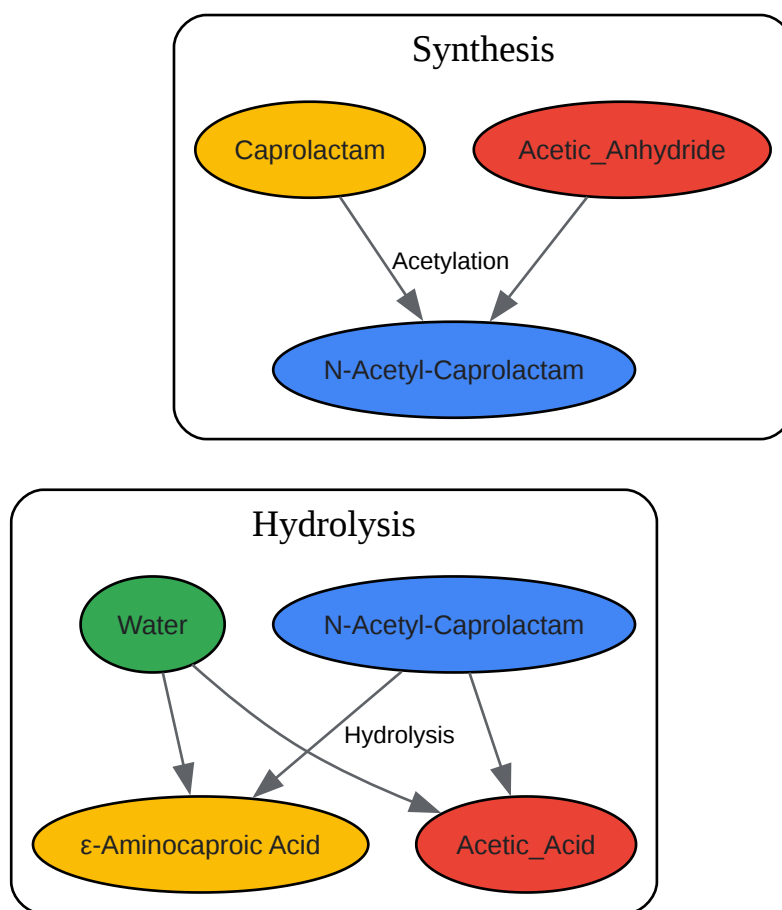 Synthesis
Caprolactam
Acetic_Anhydride
Acetylation
N-Acetyl-Caprolactam
Hydrolysis
Water
N-Acetyl-Caprolactam
Hydrolysis
ε-Aminocaproic Acid
Acetic_Acid